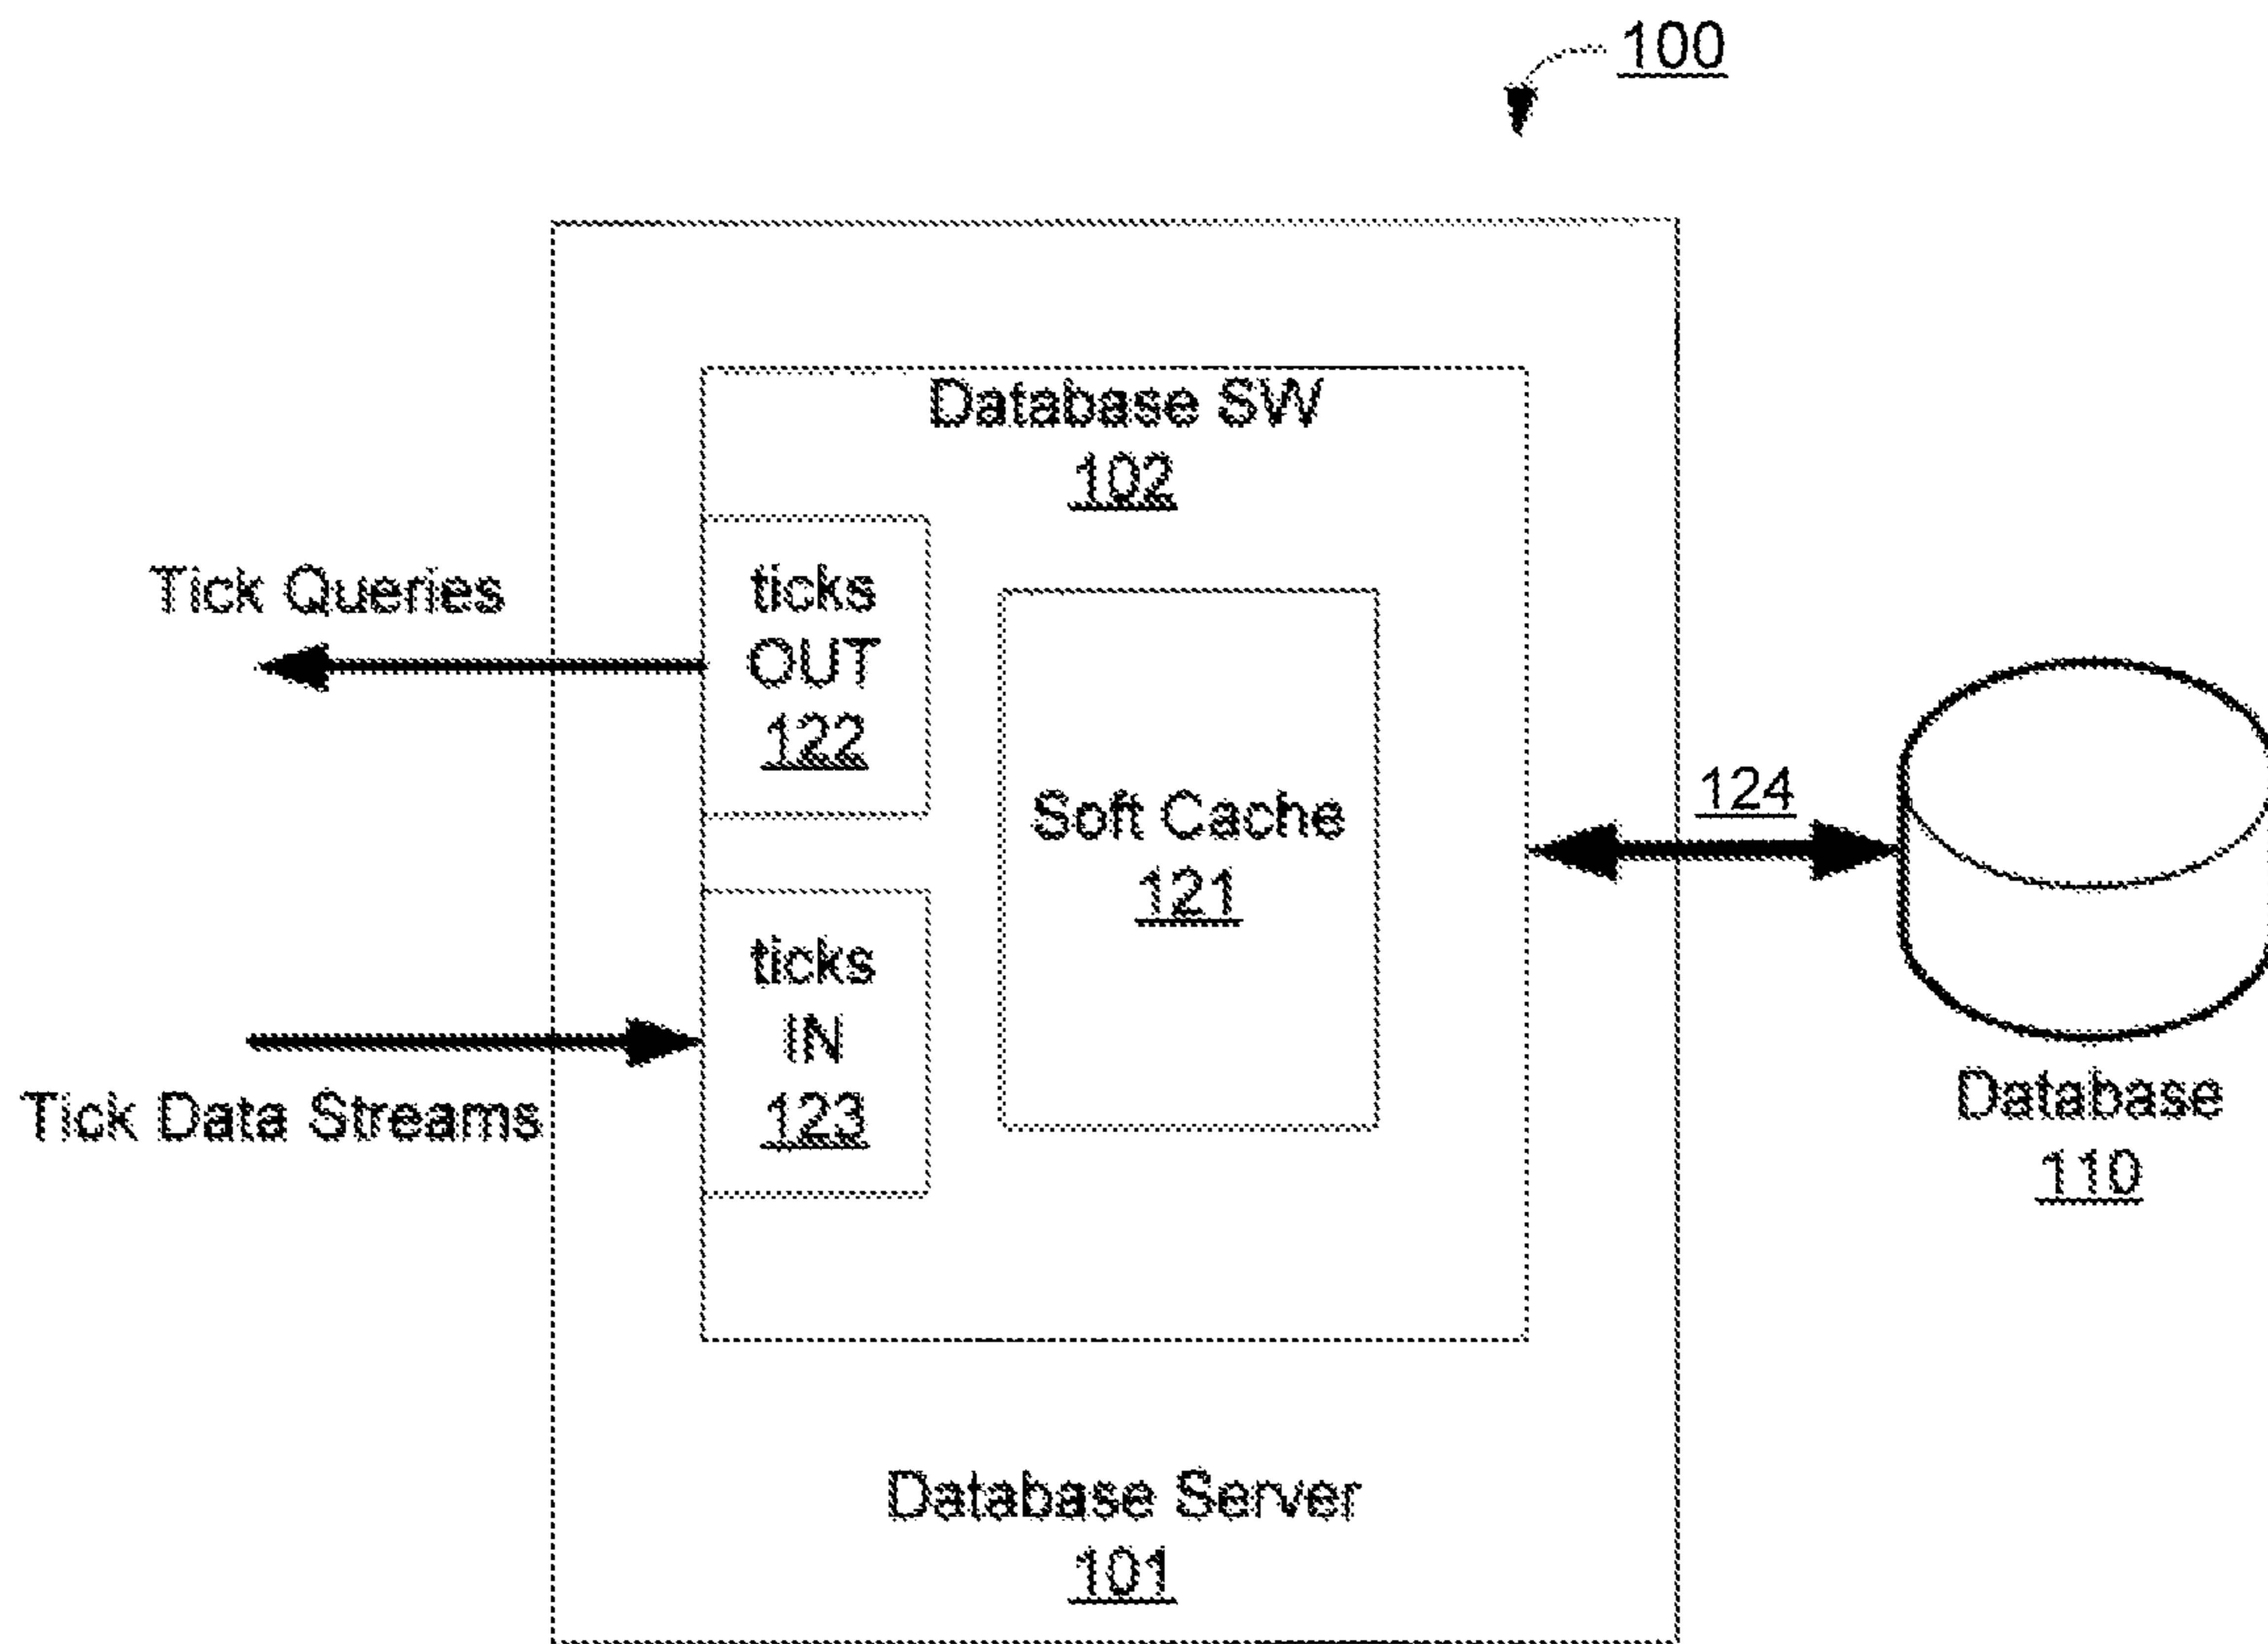 100
Database SW
102
Tick Queries
ticks
OUT
122
Soft Cache
121
124
ticks
IN
123
Tick Data Streams
Database
110
Database Server
101